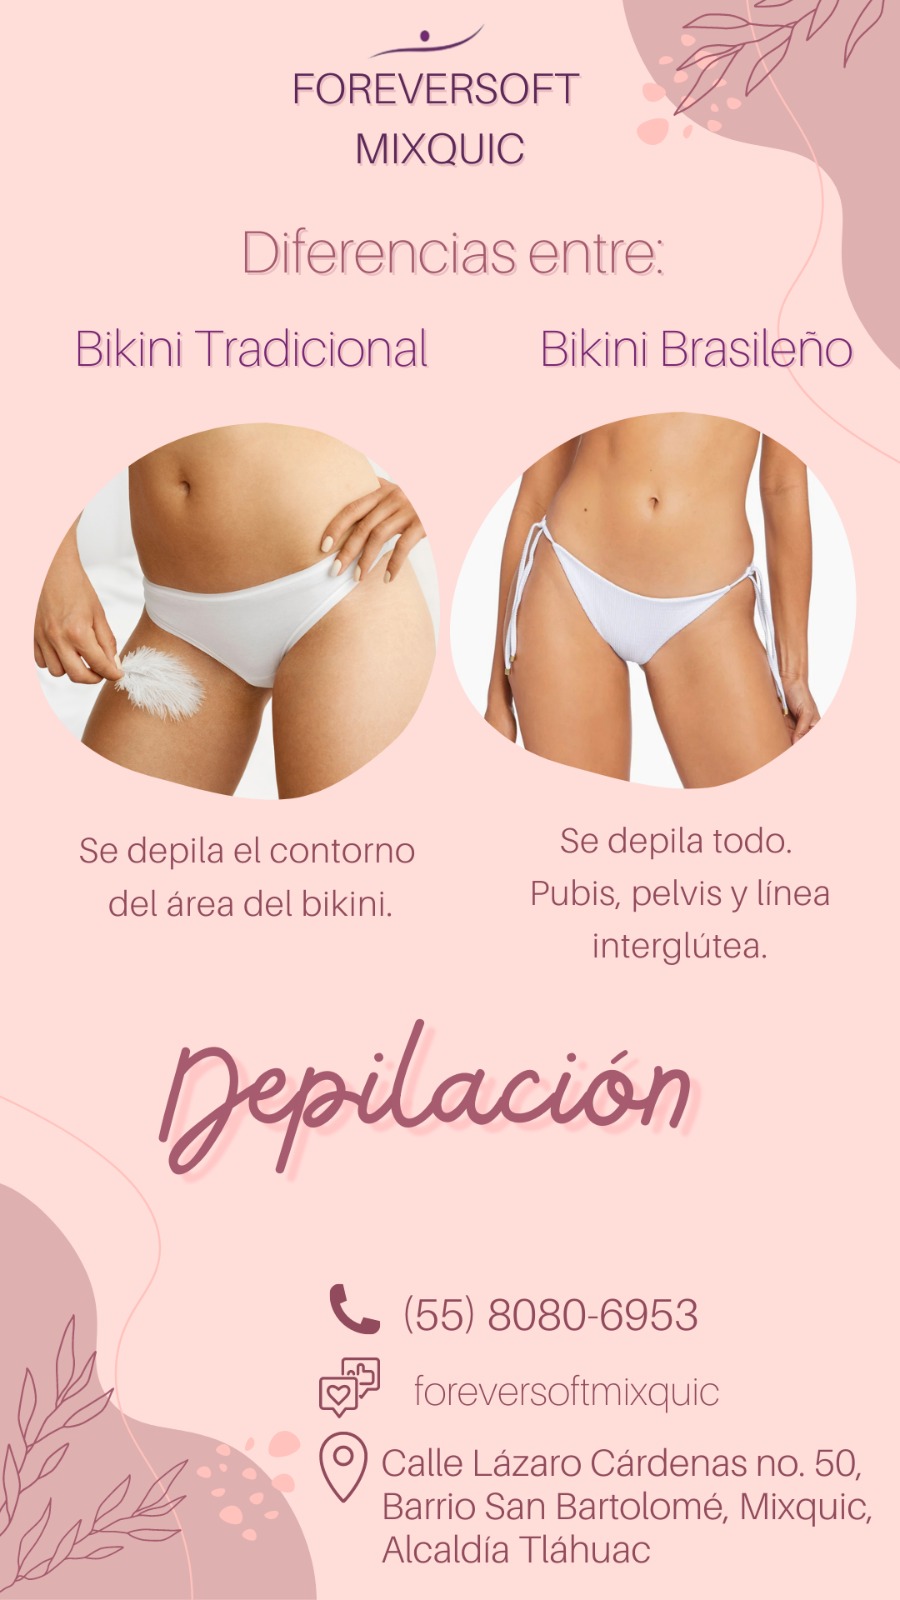 FOREVERSOFT
MIXQUIC
Diferencias entre:
Bikini Tradicional
Bikini Brasileño
Se depila el contorno
del área del bikini.
Se depila todo.
Pubis, pelvis y línea
interglútea.
Depilación
(55) 8080-6953
foreversoftmixquic
Calle Lázaro Cárdenas no. 50,
Barrio San Bartolomé, Mixquic,
Alcaldía Tláhuac